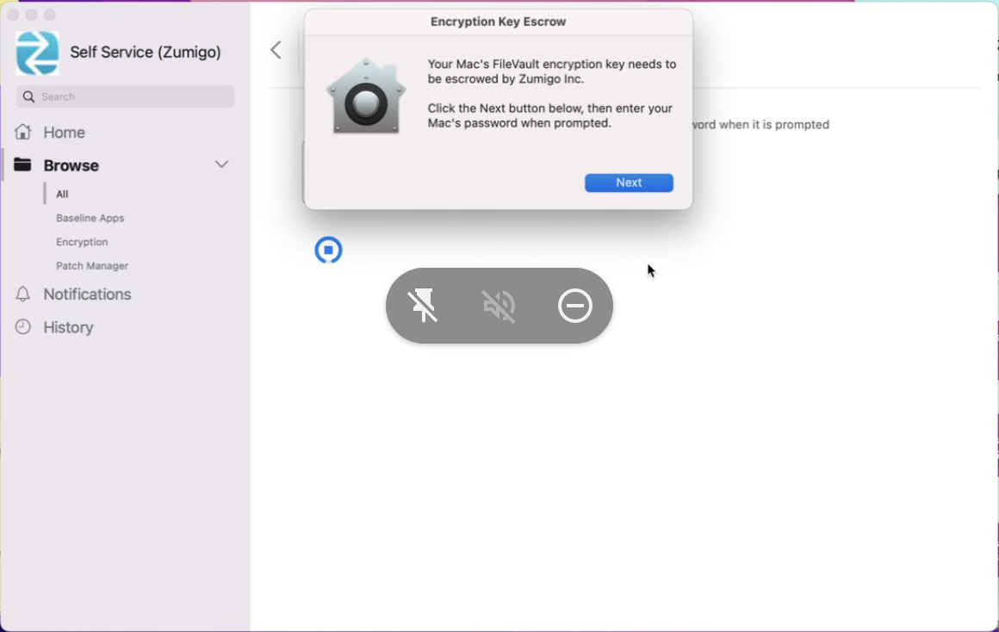 Encryption Key Escrow
Self Service (Zumigo)
Search
Home
Browse
All
Baseline Apps
Encryption
Patch Manager
Notifications
History
Your Mac's FileVault encryption key needs to
be escrowed by Zumigo Inc.
Click the Next button below, then enter your
Mac's password when prompted.
Next
word when it is prompted